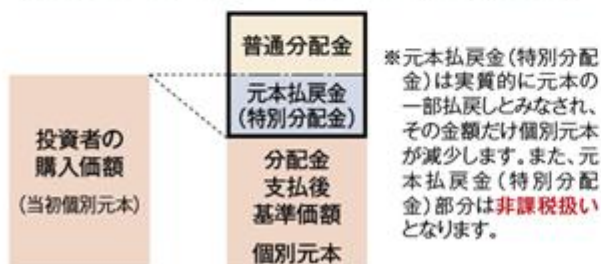 普通分配金
元本払戻金
(特別分配金)
投資者の
購入価額
(当初個別元本)
分配金
支払後
基準価額
個別元本
※元本払戻金(特別分配
金)は実質的に元本の
一部払戻しとみなされ、
その金額だけ個別元本
が減少します。また、元
本払戻金(特別分配
金)部分は非課税扱い
となります。